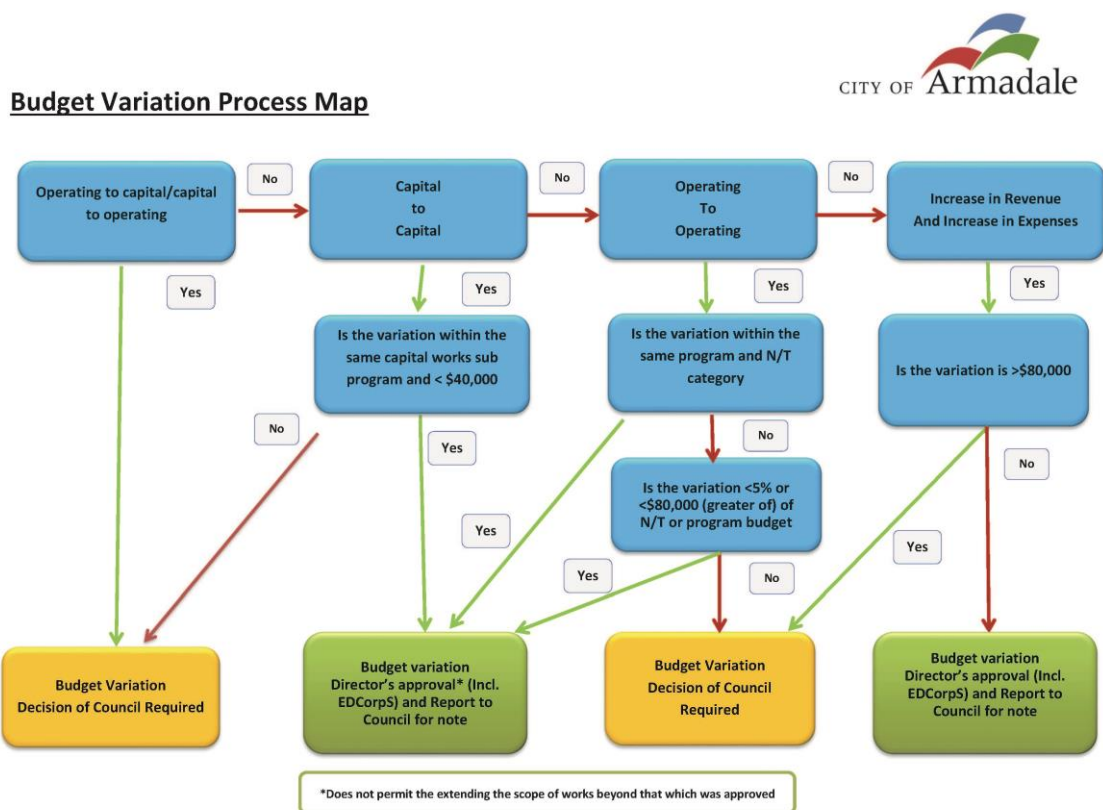 CITY OF Armadale
Budget Variation Process Map
Operating to capital/capital
to operating
No
Capital
to
Capital
No
Operating
To
Operating
No
Increase in Revenue
And Increase in Expenses
Yes
Yes
Yes
Yes
Is the variation within the
same capital works sub
program and < $40,000
Is the variation within the
same program and N/T
category
Is the variation is >$80,000
No
Yes
No
No
Is the variation <5% or
<$80,000 (greater of) of
N/T or program budget
Yes
Yes
Yes
No
Budget Variation
Decision of Council Required
Budget variation
Director's approval* (Incl.
EDCorpS) and Report to
Council for note
Budget Variation
Decision of Council
Required
Budget variation
Director's approval (Incl.
EDCorpS) and Report to
Council for note
*Does not permit the extending the scope of works beyond that which was approved